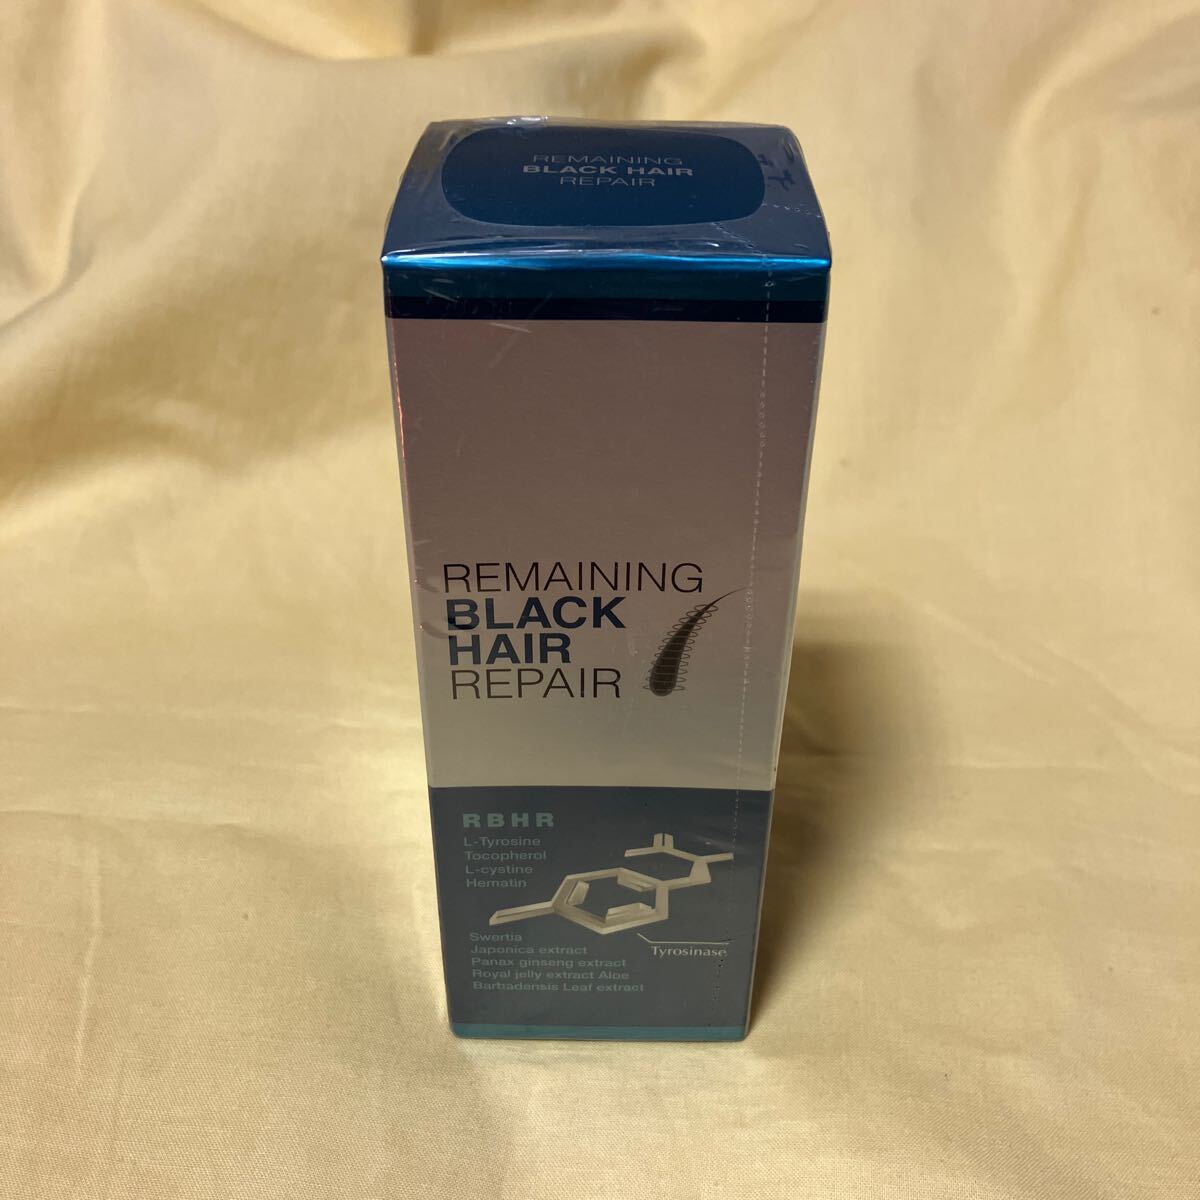 REMAINING
BLACK HAIR
REPAIR
REMAINING
BLACK
HAIR
REPAIR
RBHR
L-Tyrosine
Tocopherol
L-cystine
Hematin
Swertia
Japonica extract
Panax ginseng extract
Royal jelly extract Aloe
Barbadensis Leaf extract
Tyrosinase